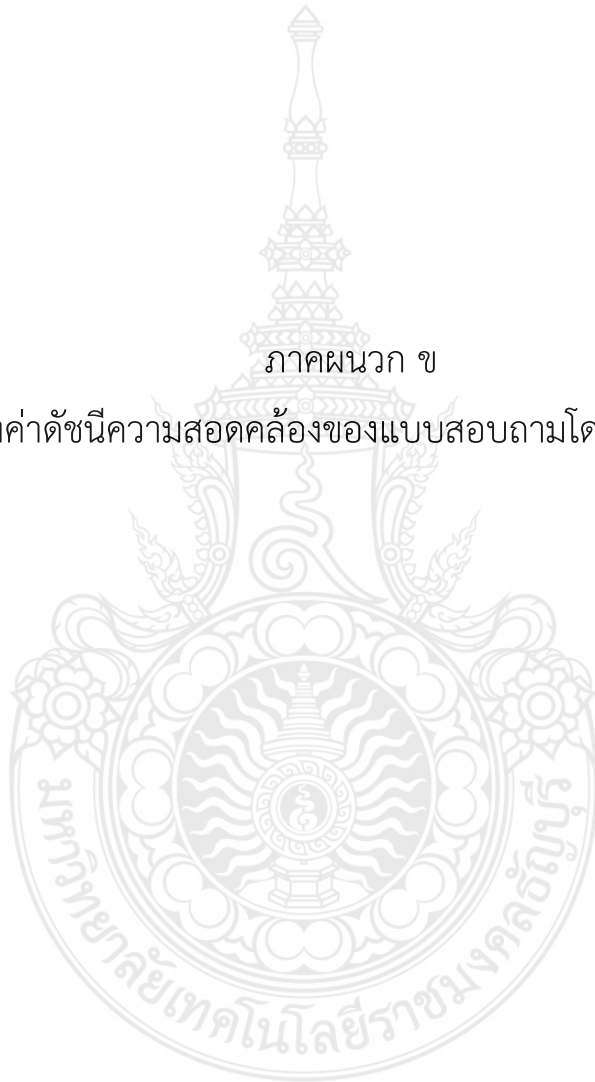 ภาคผนวก ข
ค่าดัชนีความสอดคล้องของแบบสอบถามโด
มหาวิทยาลัยเทคโนโลยีราชมงคลธัญบุรี